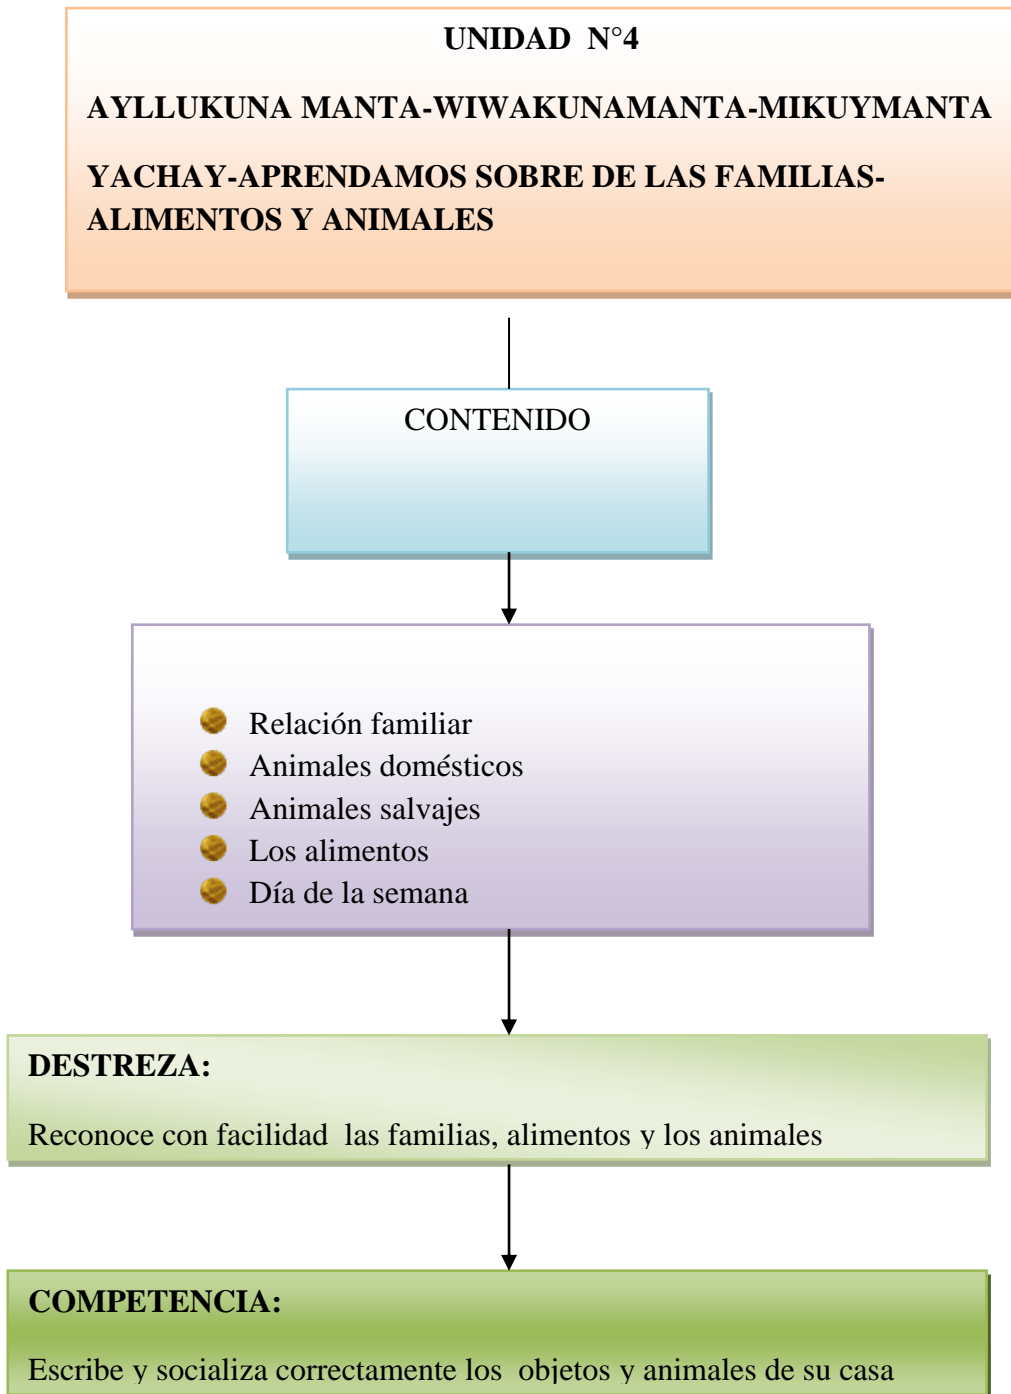 UNIDAD  N°4
AYLLUKUNA MANTA-WIWAKUNAMANTA-MIKUYMANTA
YACHAY-APRENDAMOS SOBRE DE LAS FAMILIAS-
ALIMENTOS Y ANIMALES
CONTENIDO
Relación familiar
Animales domésticos
Animales salvajes
Los alimentos
Día de la semana
DESTREZA:
Reconoce con facilidad  las familias, alimentos y los animales
COMPETENCIA:
Escribe y socializa correctamente los  objetos y animales de su casa